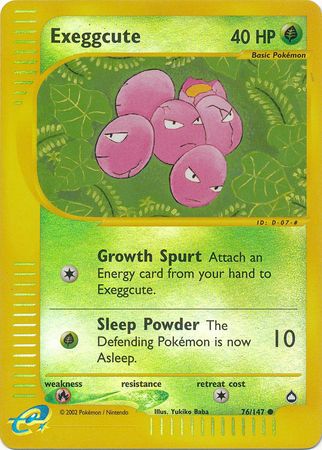 Exeggcute 40 HP
Basic Pokémon
ID: D-07-#
Growth Spurt Attach an
Energy card from your hand to
Exeggcute.
Sleep Powder The
Defending Pokémon is now
Asleep.
10
weakness resistance retreat cost
e
© 2002 Pokémon / Nintendo Illus. Yukiko Baba 76/147 ●